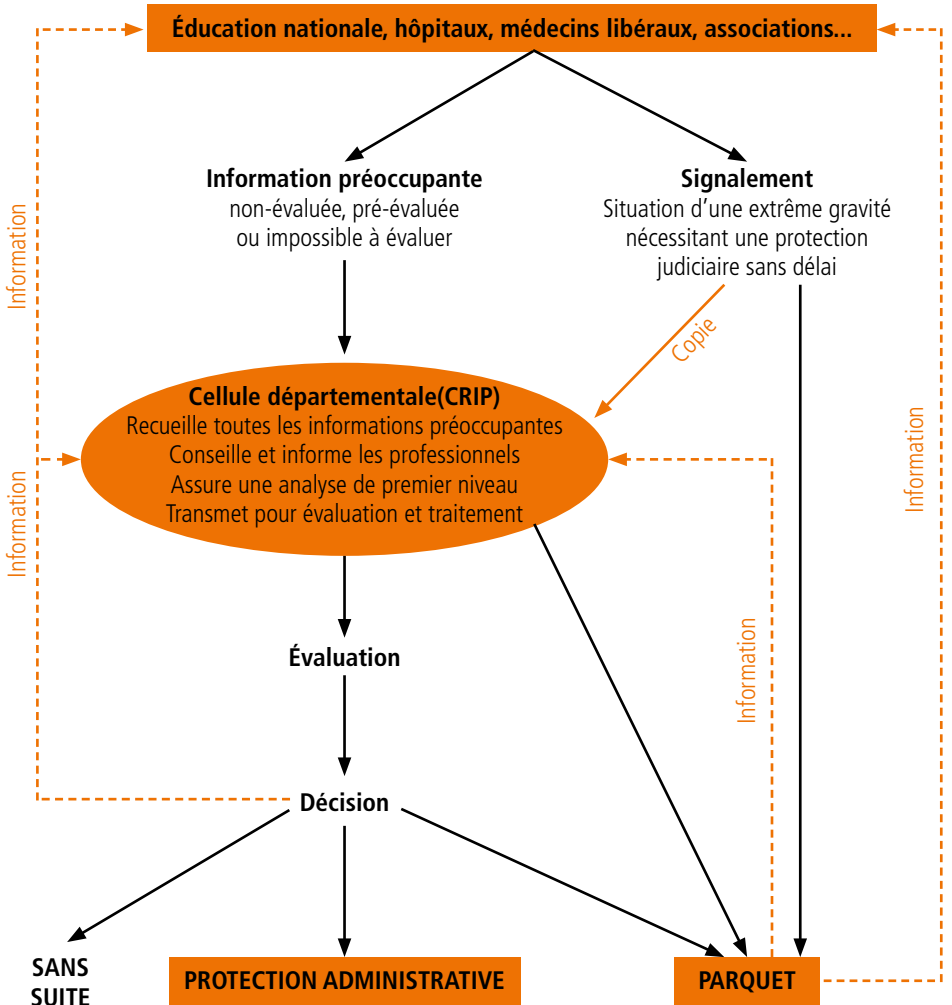 Éducation nationale, hôpitaux, médecins libéraux, associations...
Information préoccupante
non-évaluée, pré-évaluée
ou impossible à évaluer
Signalement
Situation d’une extrême gravité
nécessitant une protection
judiciaire sans délai
Information
Copie
Cellule départementale(CRIP)
Recueille toutes les informations préoccupantes
Conseille et informe les professionnels
Assure une analyse de premier niveau
Transmet pour évaluation et traitement
Information
Information
Évaluation
Information
Décision
SANS
SUITE
PROTECTION ADMINISTRATIVE
PARQUET